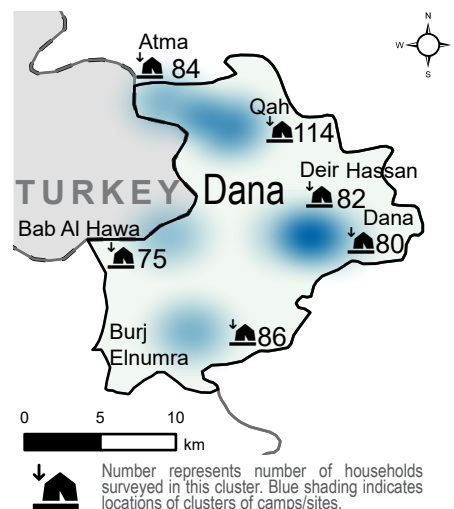 N
W
S
Atma
84
Qah
114
Deir Hassan
82
TURKEY
Dana
Dana
80
Bab Al Hawa
75
Burj
Elnumra
86
0 5 10
km
Number represents number of households
surveyed in this cluster. Blue shading indicates
locations of clusters of camps/sites.